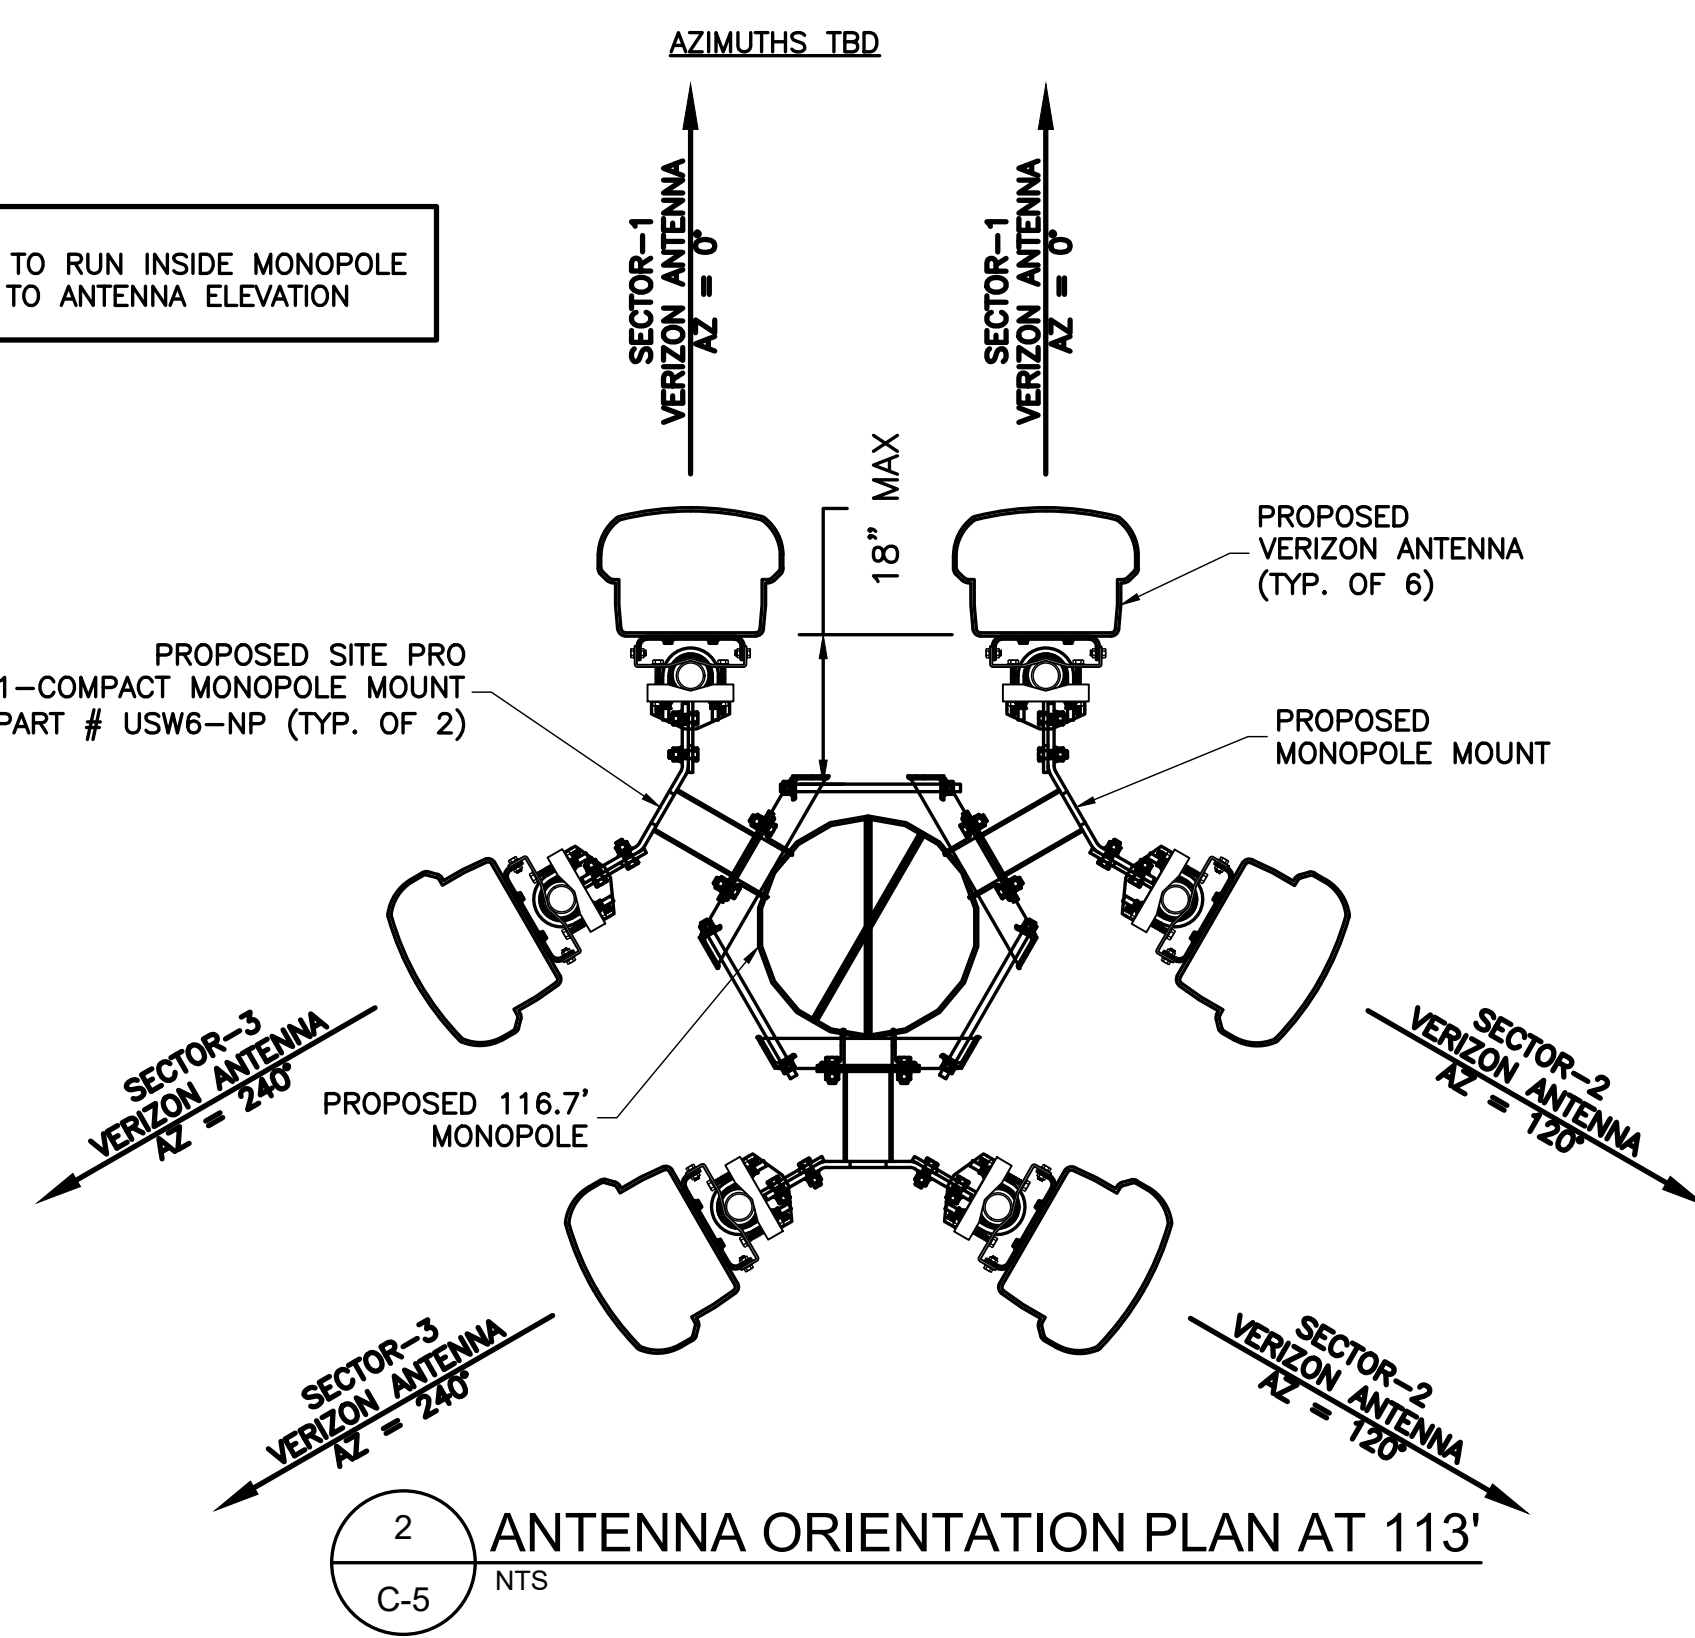 AZIMUTHS TBD
TO RUN INSIDE MONOPOLE
TO ANTENNA ELEVATION
SECTOR-1
VERIZON ANTENNA
AZ = 0°
SECTOR-1
VERIZON ANTENNA
AZ = 0°
18" MAX
PROPOSED
VERIZON ANTENNA
(TYP. OF 6)
PROPOSED SITE PRO
1-COMPACT MONOPOLE MOUNT
PART # USW6-NP (TYP. OF 2)
PROPOSED
MONOPOLE MOUNT
SECTOR-3
VERIZON ANTENNA
AZ = 240°
SECTOR-2
VERIZON ANTENNA
AZ = 120°
PROPOSED 116.7'
MONOPOLE
SECTOR-3
VERIZON ANTENNA
AZ = 240°
SECTOR-2
VERIZON ANTENNA
AZ = 120°
2
C-5
ANTENNA ORIENTATION PLAN AT 113'
NTS